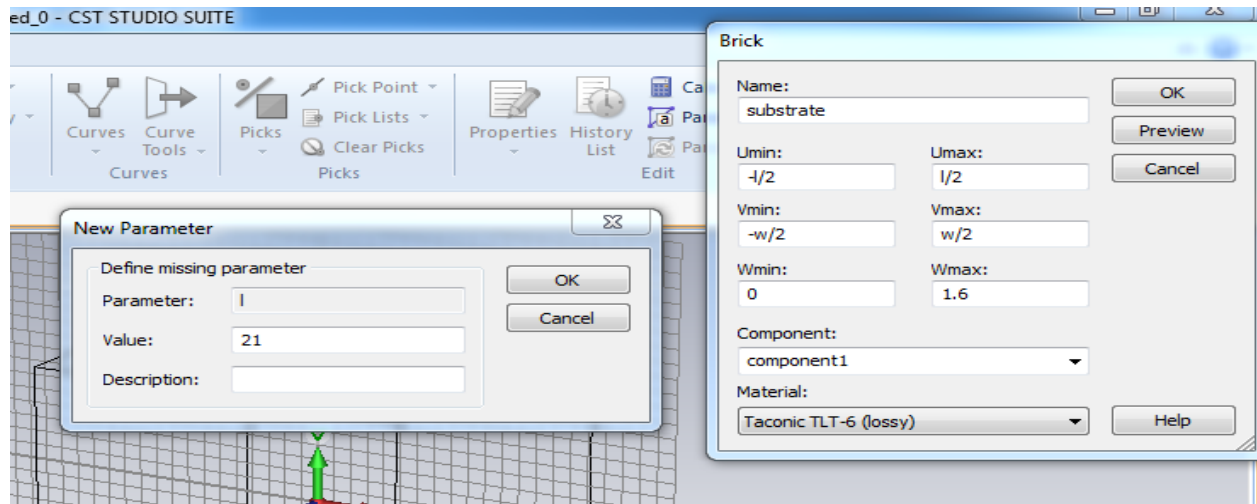 ed_0 - CST STUDIO SUITE
Curves
Curve Tools
Curves
Picks
Pick Point
Pick Lists
Clear Picks
Picks
Properties
History List
Edit
New Parameter
Define missing parameter
Parameter: l
Value: 21
Description:
OK
Cancel
Brick
Name:
substrate
Umin: Umax:
-l/2 l/2
Vmin: Vmax:
-w/2 w/2
Wmin: Wmax:
0 1.6
Component:
component1
Material:
Taconic TLT-6 (lossy)
OK
Preview
Cancel
Help